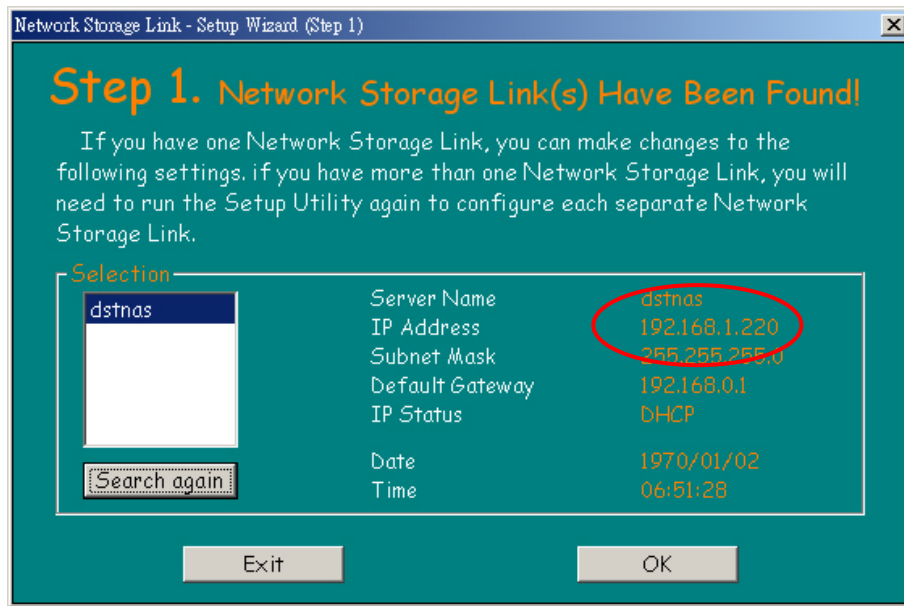 Network Storage Link - Setup Wizard (Step 1)
Step 1. Network Storage Link(s) Have Been Found!
If you have one Network Storage Link, you can make changes to the
following settings. if you have more than one Network Storage Link, you will
need to run the Setup Utility again to configure each separate Network
Storage Link.
Selection
dstnas
Server Name dstnas
IP Address 192.168.1.220
Subnet Mask 255.255.255.0
Default Gateway 192.168.0.1
IP Status DHCP
Date 1970/01/02
Time 06:51:28
Search again
Exit OK